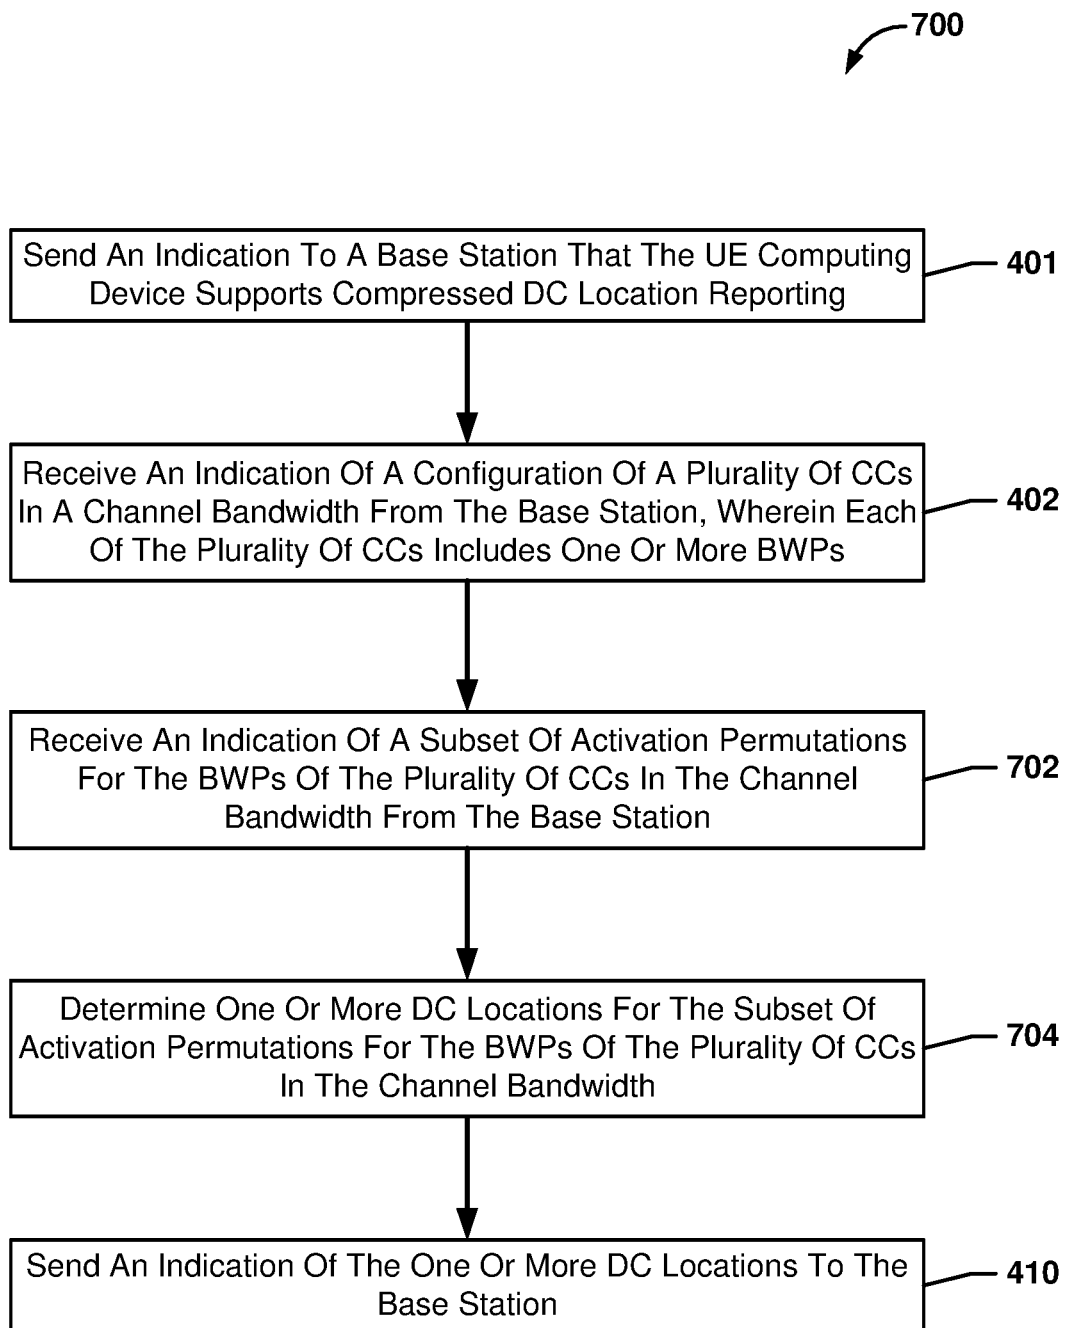 700
Send An Indication To A Base Station That The UE Computing
Device Supports Compressed DC Location Reporting
401
Receive An Indication Of A Configuration Of A Plurality Of CCs
In A Channel Bandwidth From The Base Station, Wherein Each
Of The Plurality Of CCs Includes One Or More BWPs
402
Receive An Indication Of A Subset Of Activation Permutations
For The BWPs Of The Plurality Of CCs In The Channel
Bandwidth From The Base Station
702
Determine One Or More DC Locations For The Subset Of
Activation Permutations For The BWPs Of The Plurality Of CCs
In The Channel Bandwidth
704
Send An Indication Of The One Or More DC Locations To The
Base Station
410